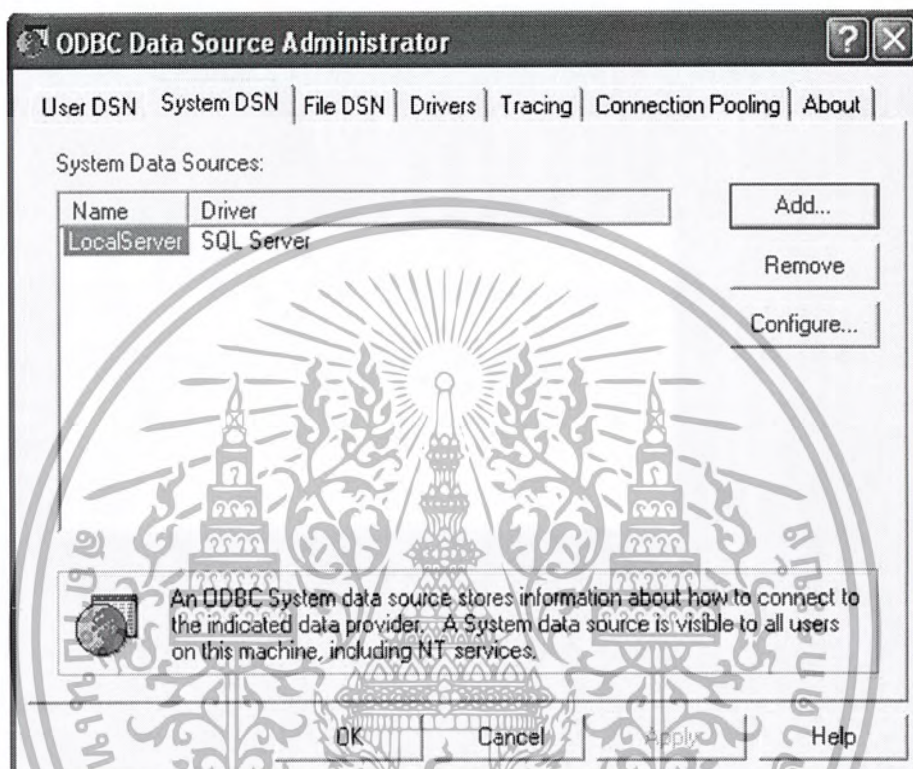 ODBC Data Source Administrator
User DSN System DSN File DSN Drivers Tracing Connection Pooling About
System Data Sources:
Name Driver
LocalServer SQL Server
Add...
Remove
Configure...
An ODBC System data source stores information about how to connect to
the indicated data provider. A System data source is visible to all users
on this machine, including NT services.
OK Cancel Apply Help